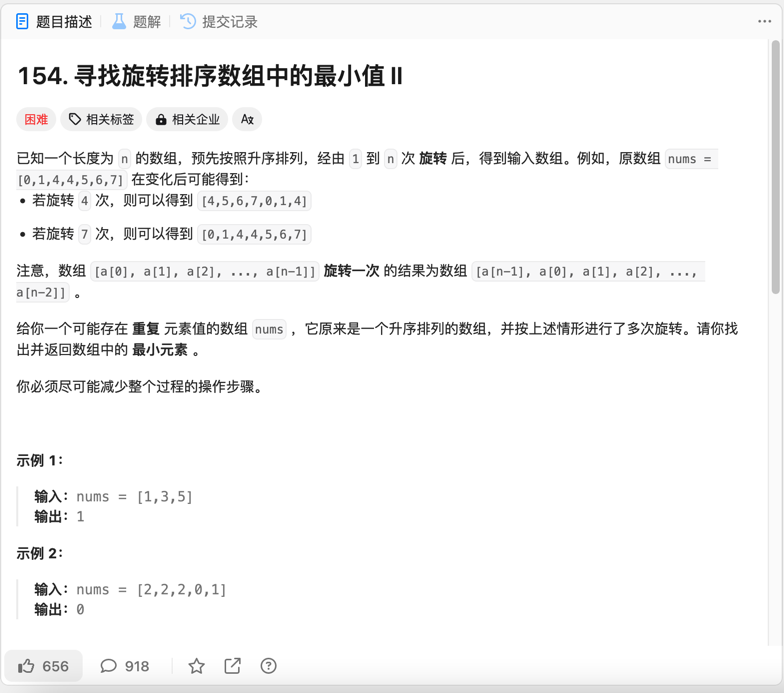 题目描述 题解 提交记录
154. 寻找旋转排序数组中的最小值 II
困难 相关标签 相关企业 Aχ
已知一个长度为 n 的数组，预先按照升序排列，经由 1 到 n 次 旋转 后，得到输入数组。例如，原数组 nums =
[0,1,4,4,5,6,7] 在变化后可能得到：
• 若旋转 4 次，则可以得到 [4,5,6,7,0,1,4]
• 若旋转 7 次，则可以得到 [0,1,4,4,5,6,7]
注意，数组 [a[0], a[1], a[2], ..., a[n-1]] 旋转一次 的结果为数组 [a[n-1], a[0], a[1], a[2], ...,
a[n-2]] 。
给你一个可能存在 重复 元素值的数组 nums ，它原来是一个升序排列的数组，并按上述情形进行了多次旋转。请你找
出并返回数组中的 最小元素 。
你必须尽可能减少整个过程的操作步骤。
示例 1：
输入：nums = [1,3,5]
输出：1
示例 2：
输入：nums = [2,2,2,0,1]
输出：0
656 918